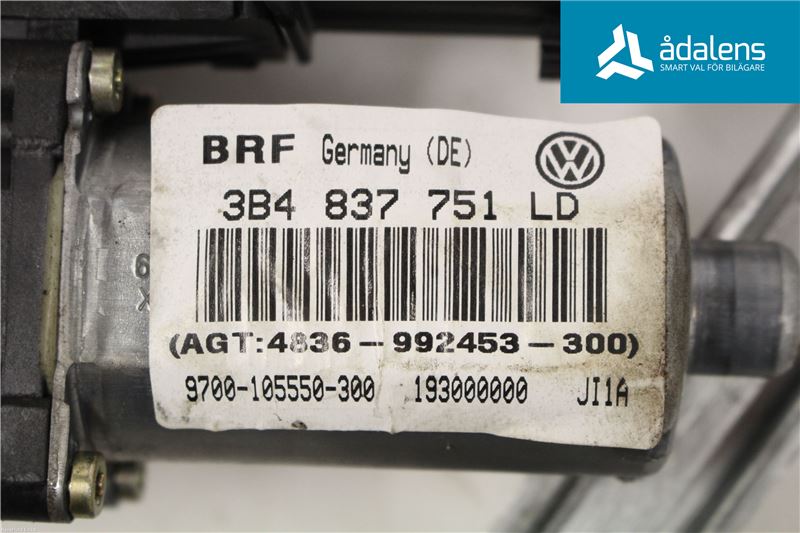 ådalens
SMART VAL FÖR BILÄGARE
BRF Germany (DE)
3B4 837 751 LD
(AGT:4836-992453-300)
9700-105550-300 193000000 JI1A